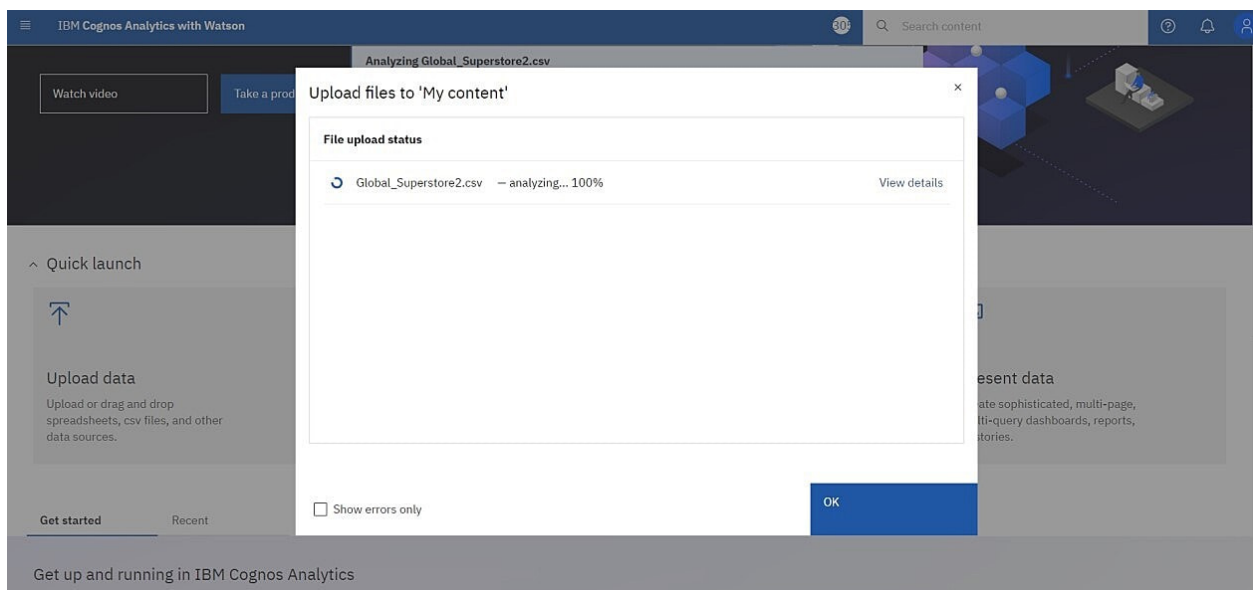 IBM Cognos Analytics with Watson
Search content
Analyzing Global_Superstore2.csv
Watch video
Take a prod
Upload files to 'My content'
File upload status
Global_Superstore2.csv — analyzing... 100%
View details
Quick launch
Upload data
Upload or drag and drop
spreadsheets, csv files, and other
data sources.
esent data
ate sophisticated, multi-page,
lti-query dashboards, reports,
tories.
Show errors only
OK
Get started
Recent
Get up and running in IBM Cognos Analytics